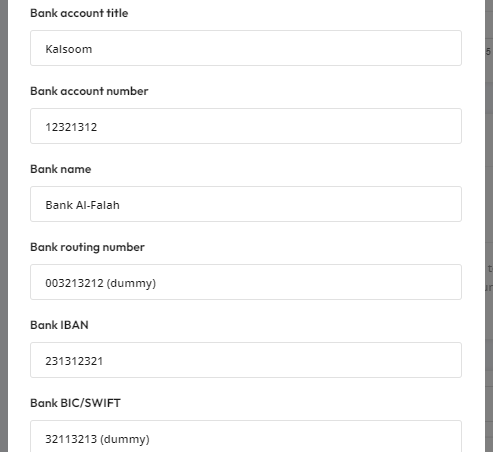 Bank account title
Kalsoom
Bank account number
12321312
Bank name
Bank Al-Falah
Bank routing number
003213212 (dummy)
Bank IBAN
231312321
Bank BIC/SWIFT
32113213 (dummy)